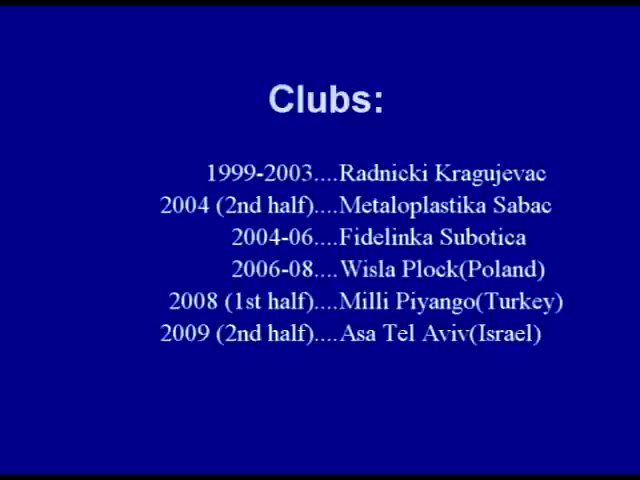 Clubs:
1999-2003....Radnicki Kragujevac
2004 (2nd half)....Metaloplastika Sabac
2004-06....Fidelinka Subotica
2006-08....Wisla Plock(Poland)
2008 (1st half)....Milli Piyango(Turkey)
2009 (2nd half)....Asa Tel Aviv(Israel)